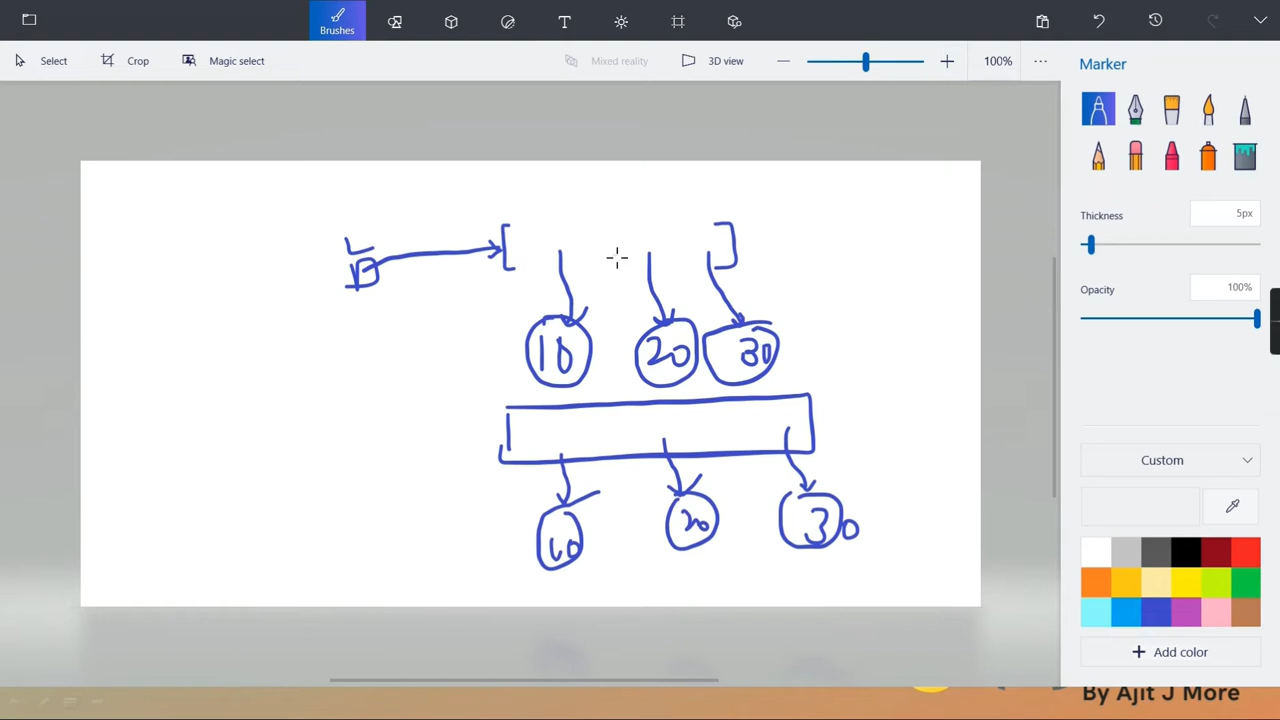 Brushes
Select
Crop
Magic select
Mixed reality
3D view
100%
Marker
Thickness
5px
Opacity
100%
L
[ ]
10 20 30
10 20 30
Custom
Add color
By Ajit J More